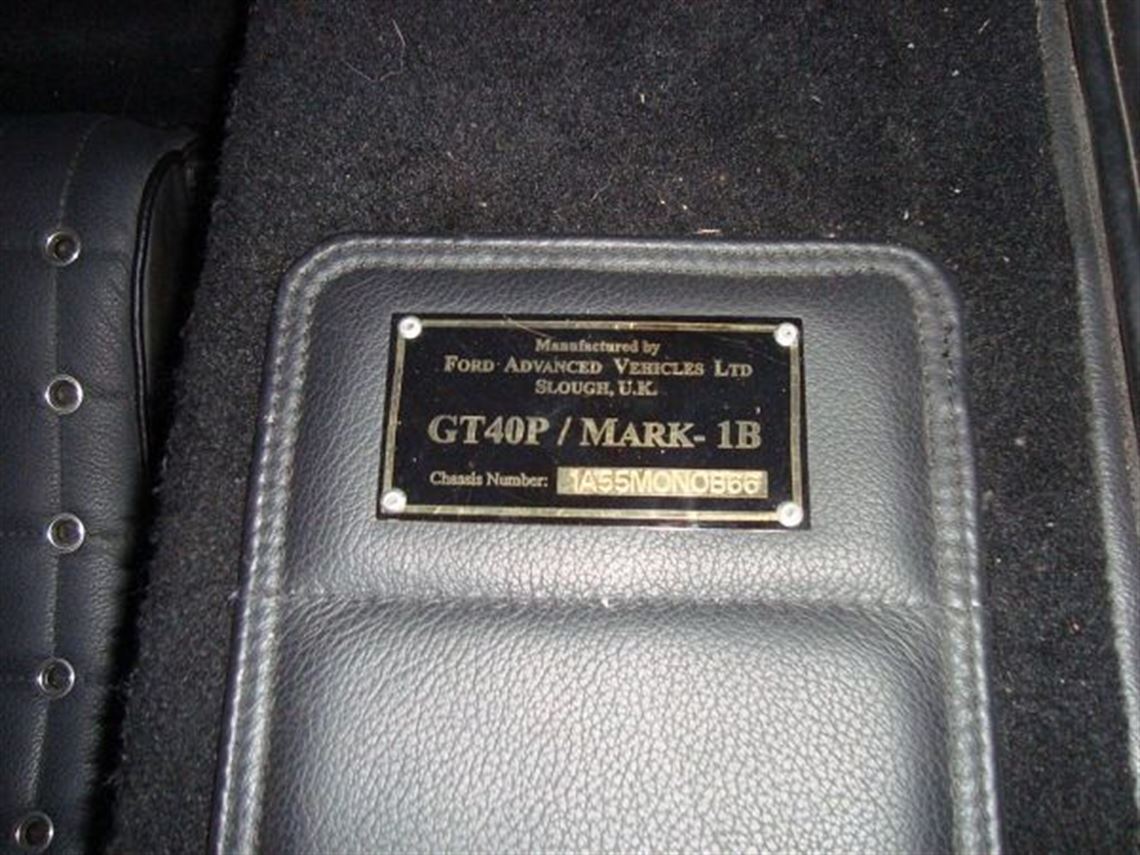 Manufactured by
FORD ADVANCED VEHICLES LTD
SLOUGH, U.K.
GT40P / MARK- 1B
Chassis Number: 1A55MONOB66